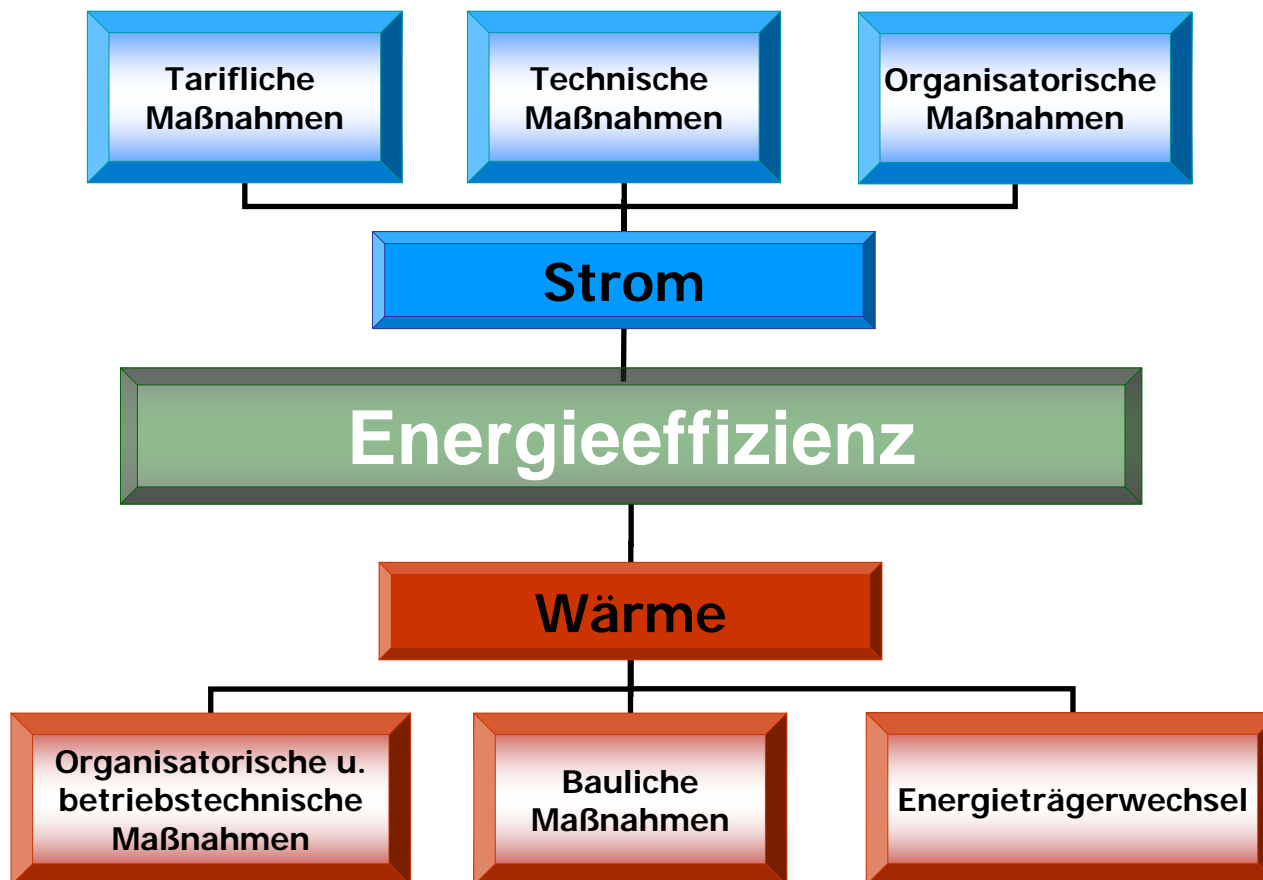 Tarifliche
Maßnahmen
Technische
Maßnahmen
Organisatorische
Maßnahmen
Strom
Energieeffizienz
Wärme
Organisatorische u.
betriebstechnische
Maßnahmen
Bauliche
Maßnahmen
Energieträgerwechsel